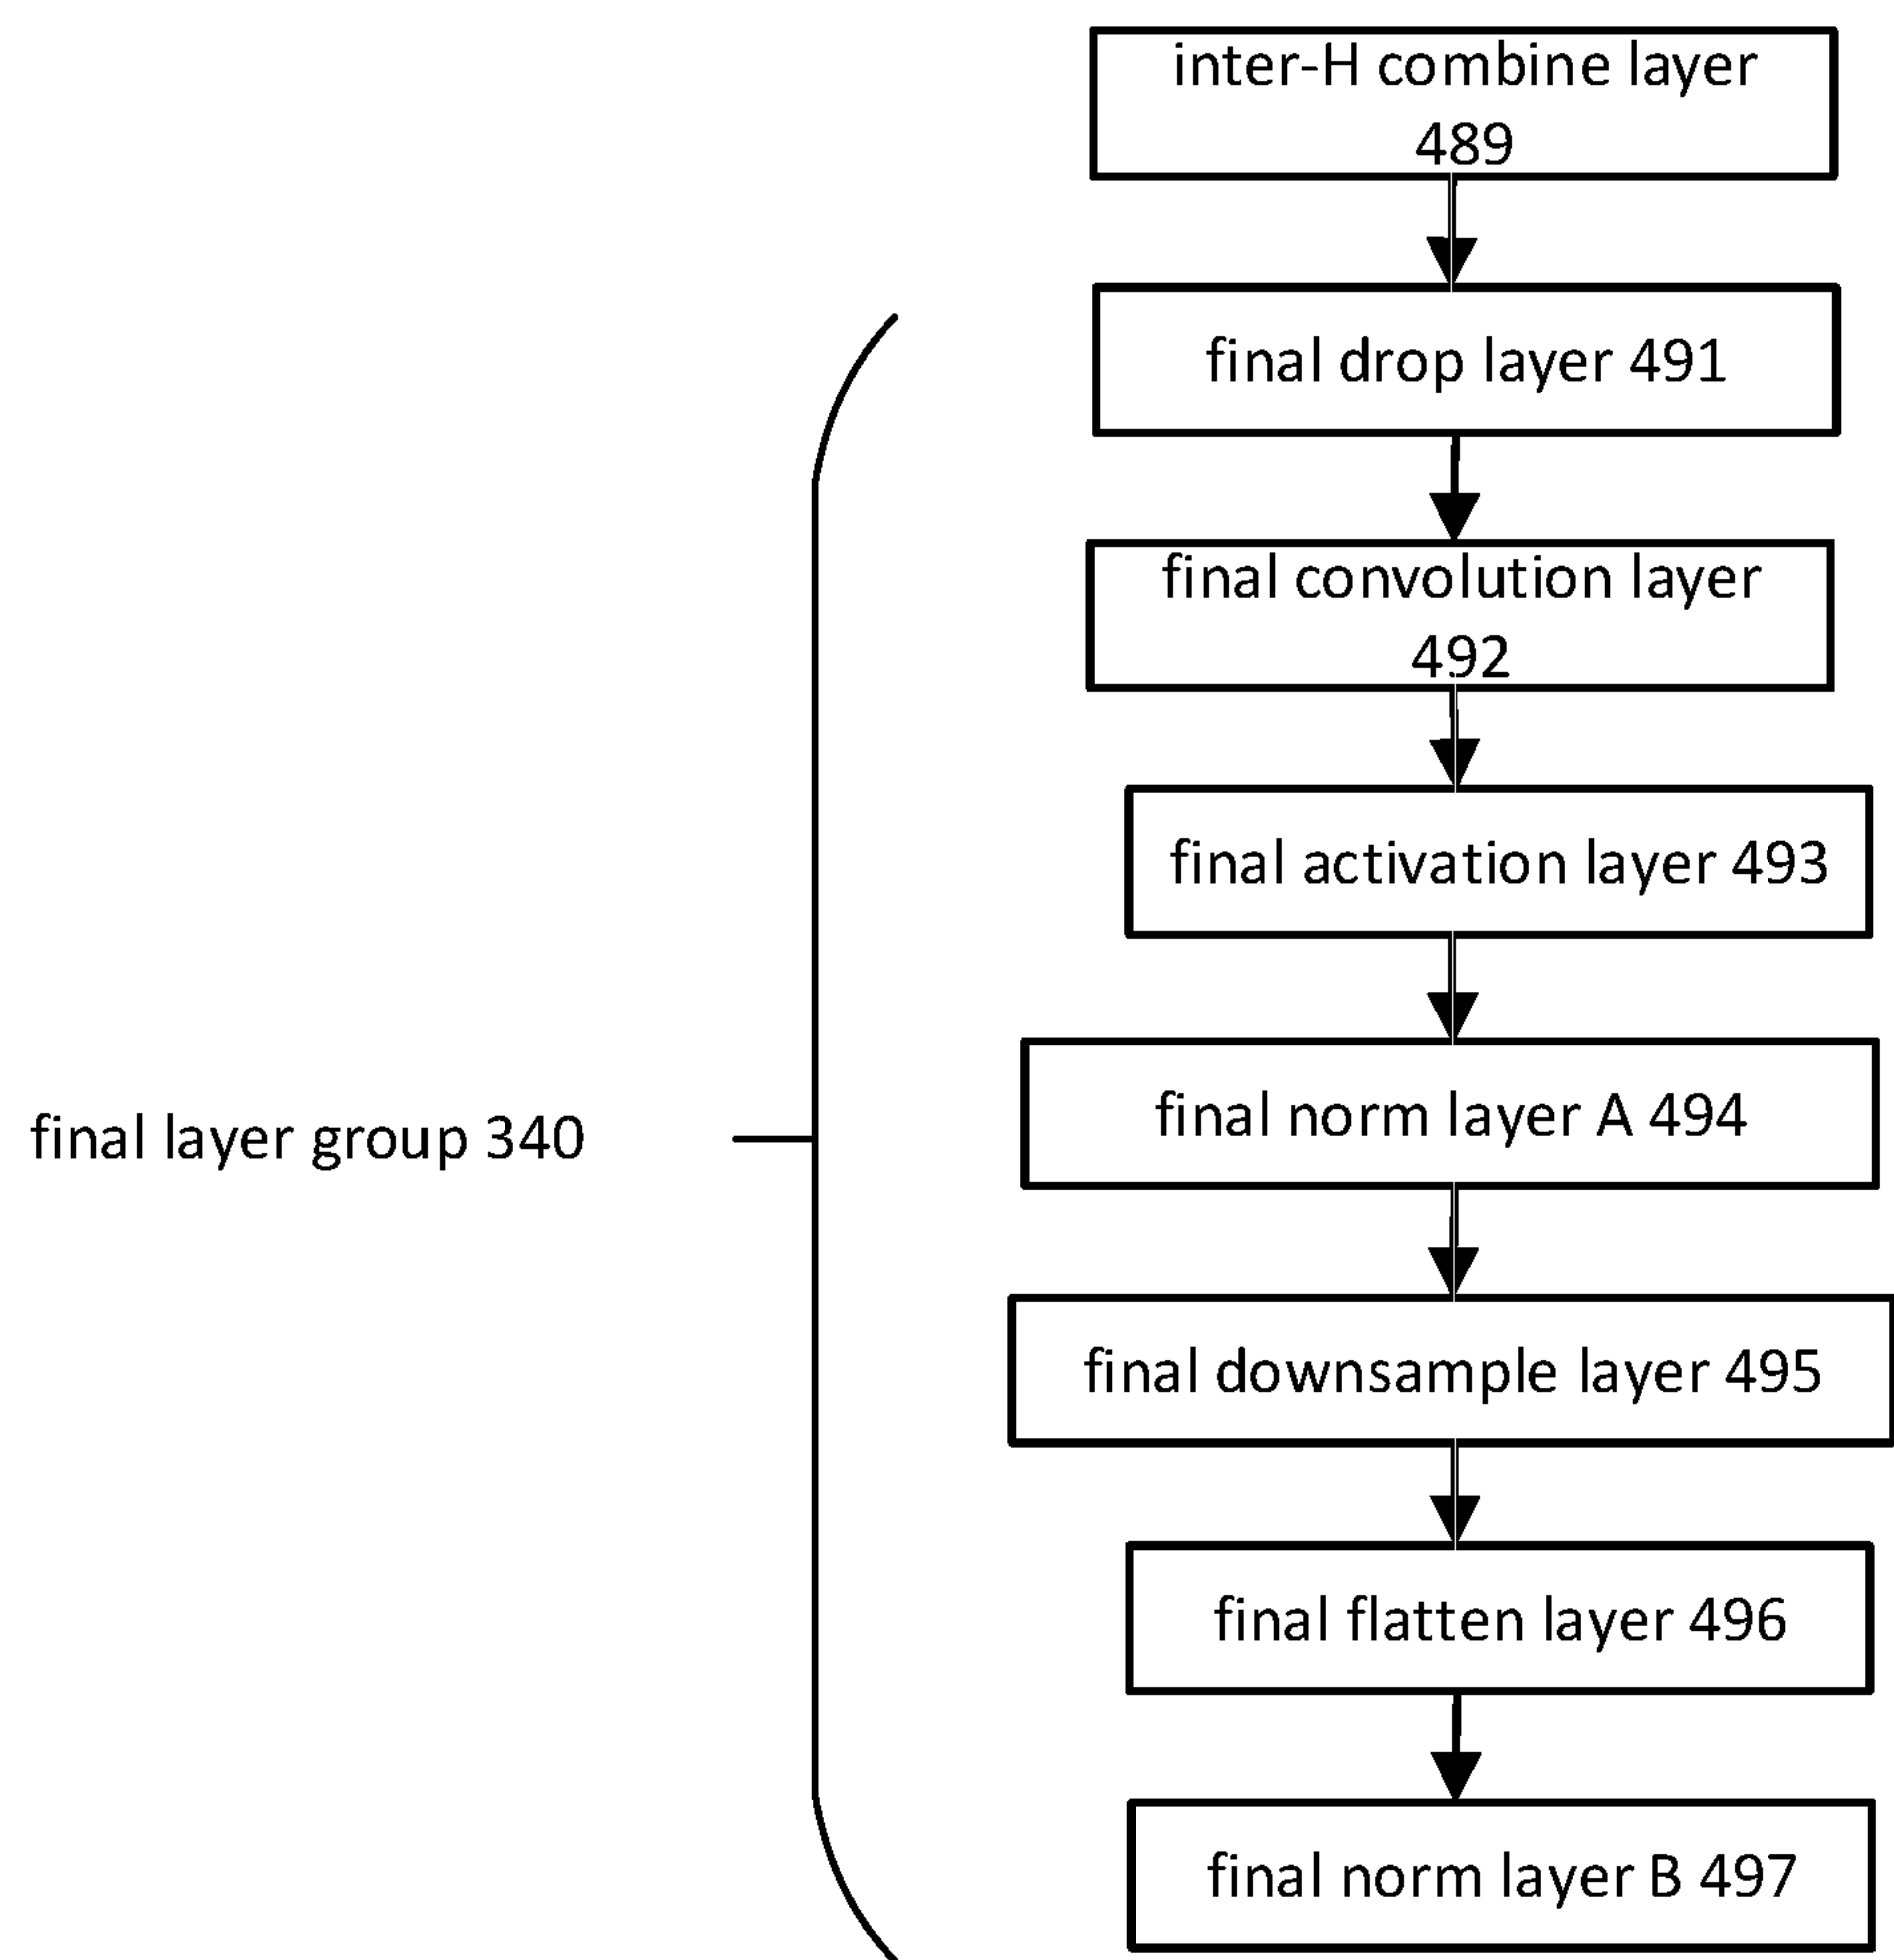 inter-H combine layer
489
final drop layer 491
final convolution layer
492
final activation layer 493
final norm layer A 494
final layer group 340
final downsample layer 495
final flatten layer 496
final norm layer B 497